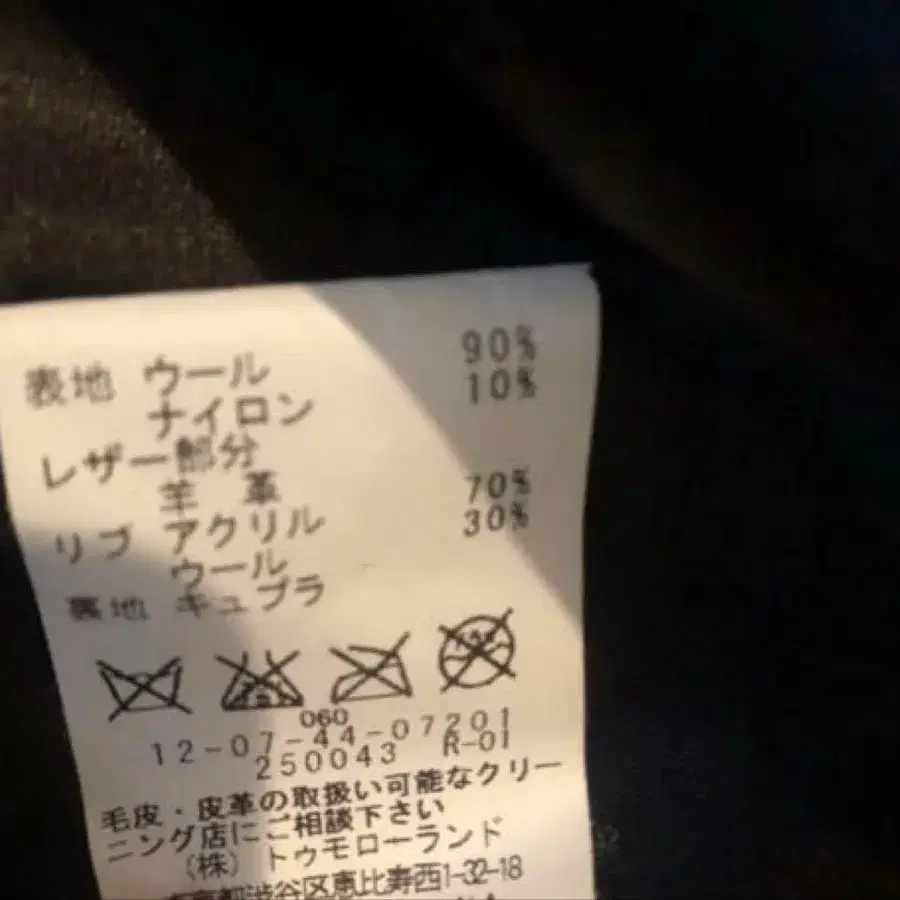 表地 ウール 90%
ナイロン 10%
レザー部分
羊 革
リブ アクリル 70%
ウール 30%
裏地 キュプラ
060
12-07-44-07201
250043 R-01
毛皮・皮革の取扱い可能なクリー
ニング店にご相談下さい
(株) トゥモローランド
東京都渋谷区恵比寿西1-32-18